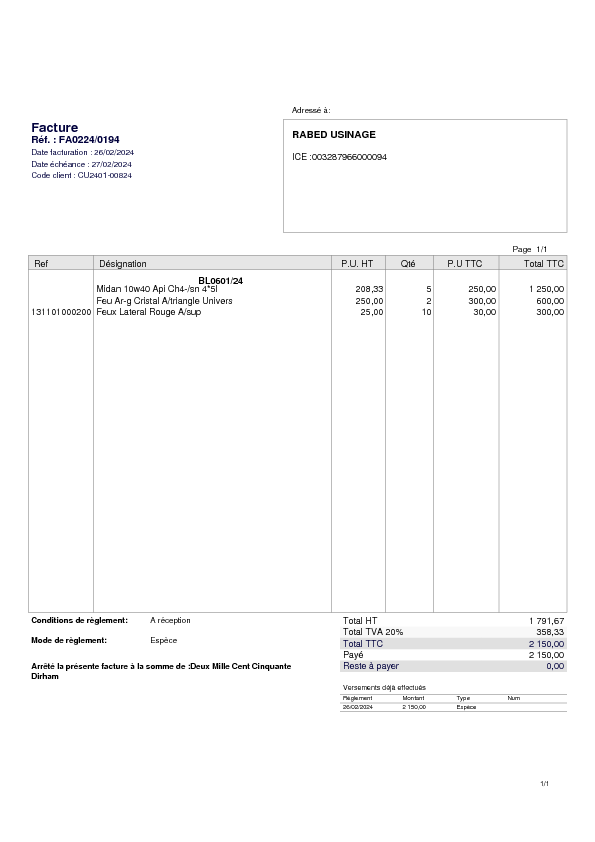 Adressé à:
Facture
Réf. : FA0224/0194
Date facturation : 26/02/2024
Date échéance : 27/02/2024
Code client : CU2401-00824
RABED USINAGE
ICE :003287966000094
Page 1/1
Ref Désignation P.U. HT Qté P.U TTC Total TTC
BL0601/24
Midan 10w40 Api Ch4-/sn 4*5l 208,33 5 250,00 1 250,00
Feu Ar-g Cristal A/triangle Univers 250,00 2 300,00 600,00
131101000200 Feux Lateral Rouge A/sup 25,00 10 30,00 300,00
Conditions de règlement: A réception
Mode de règlement: Espèce
Arrêté la présente facture à la somme de :Deux Mille Cent Cinquante
Dirham
Total HT 1 791,67
Total TVA 20% 358,33
Total TTC 2 150,00
Payé 2 150,00
Reste à payer 0,00
Versements déjà effectués
Règlement Montant Type Num
26/02/2024 2 150,00 Espèce
1/1